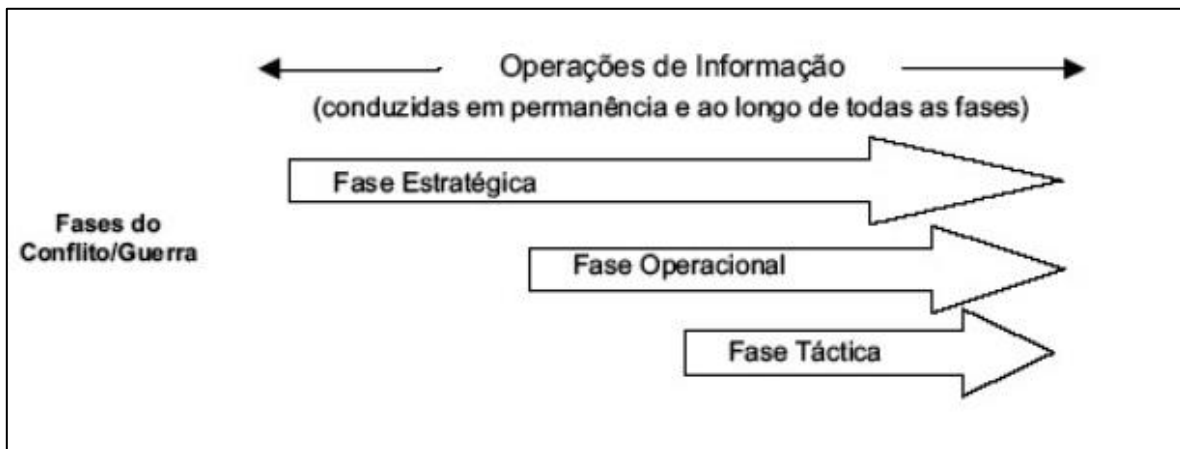 Operações de Informação
(conduzidas em permanência e ao longo de todas as fases)
Fase Estratégica
Fases do
Conflito/Guerra
Fase Operacional
Fase Táctica